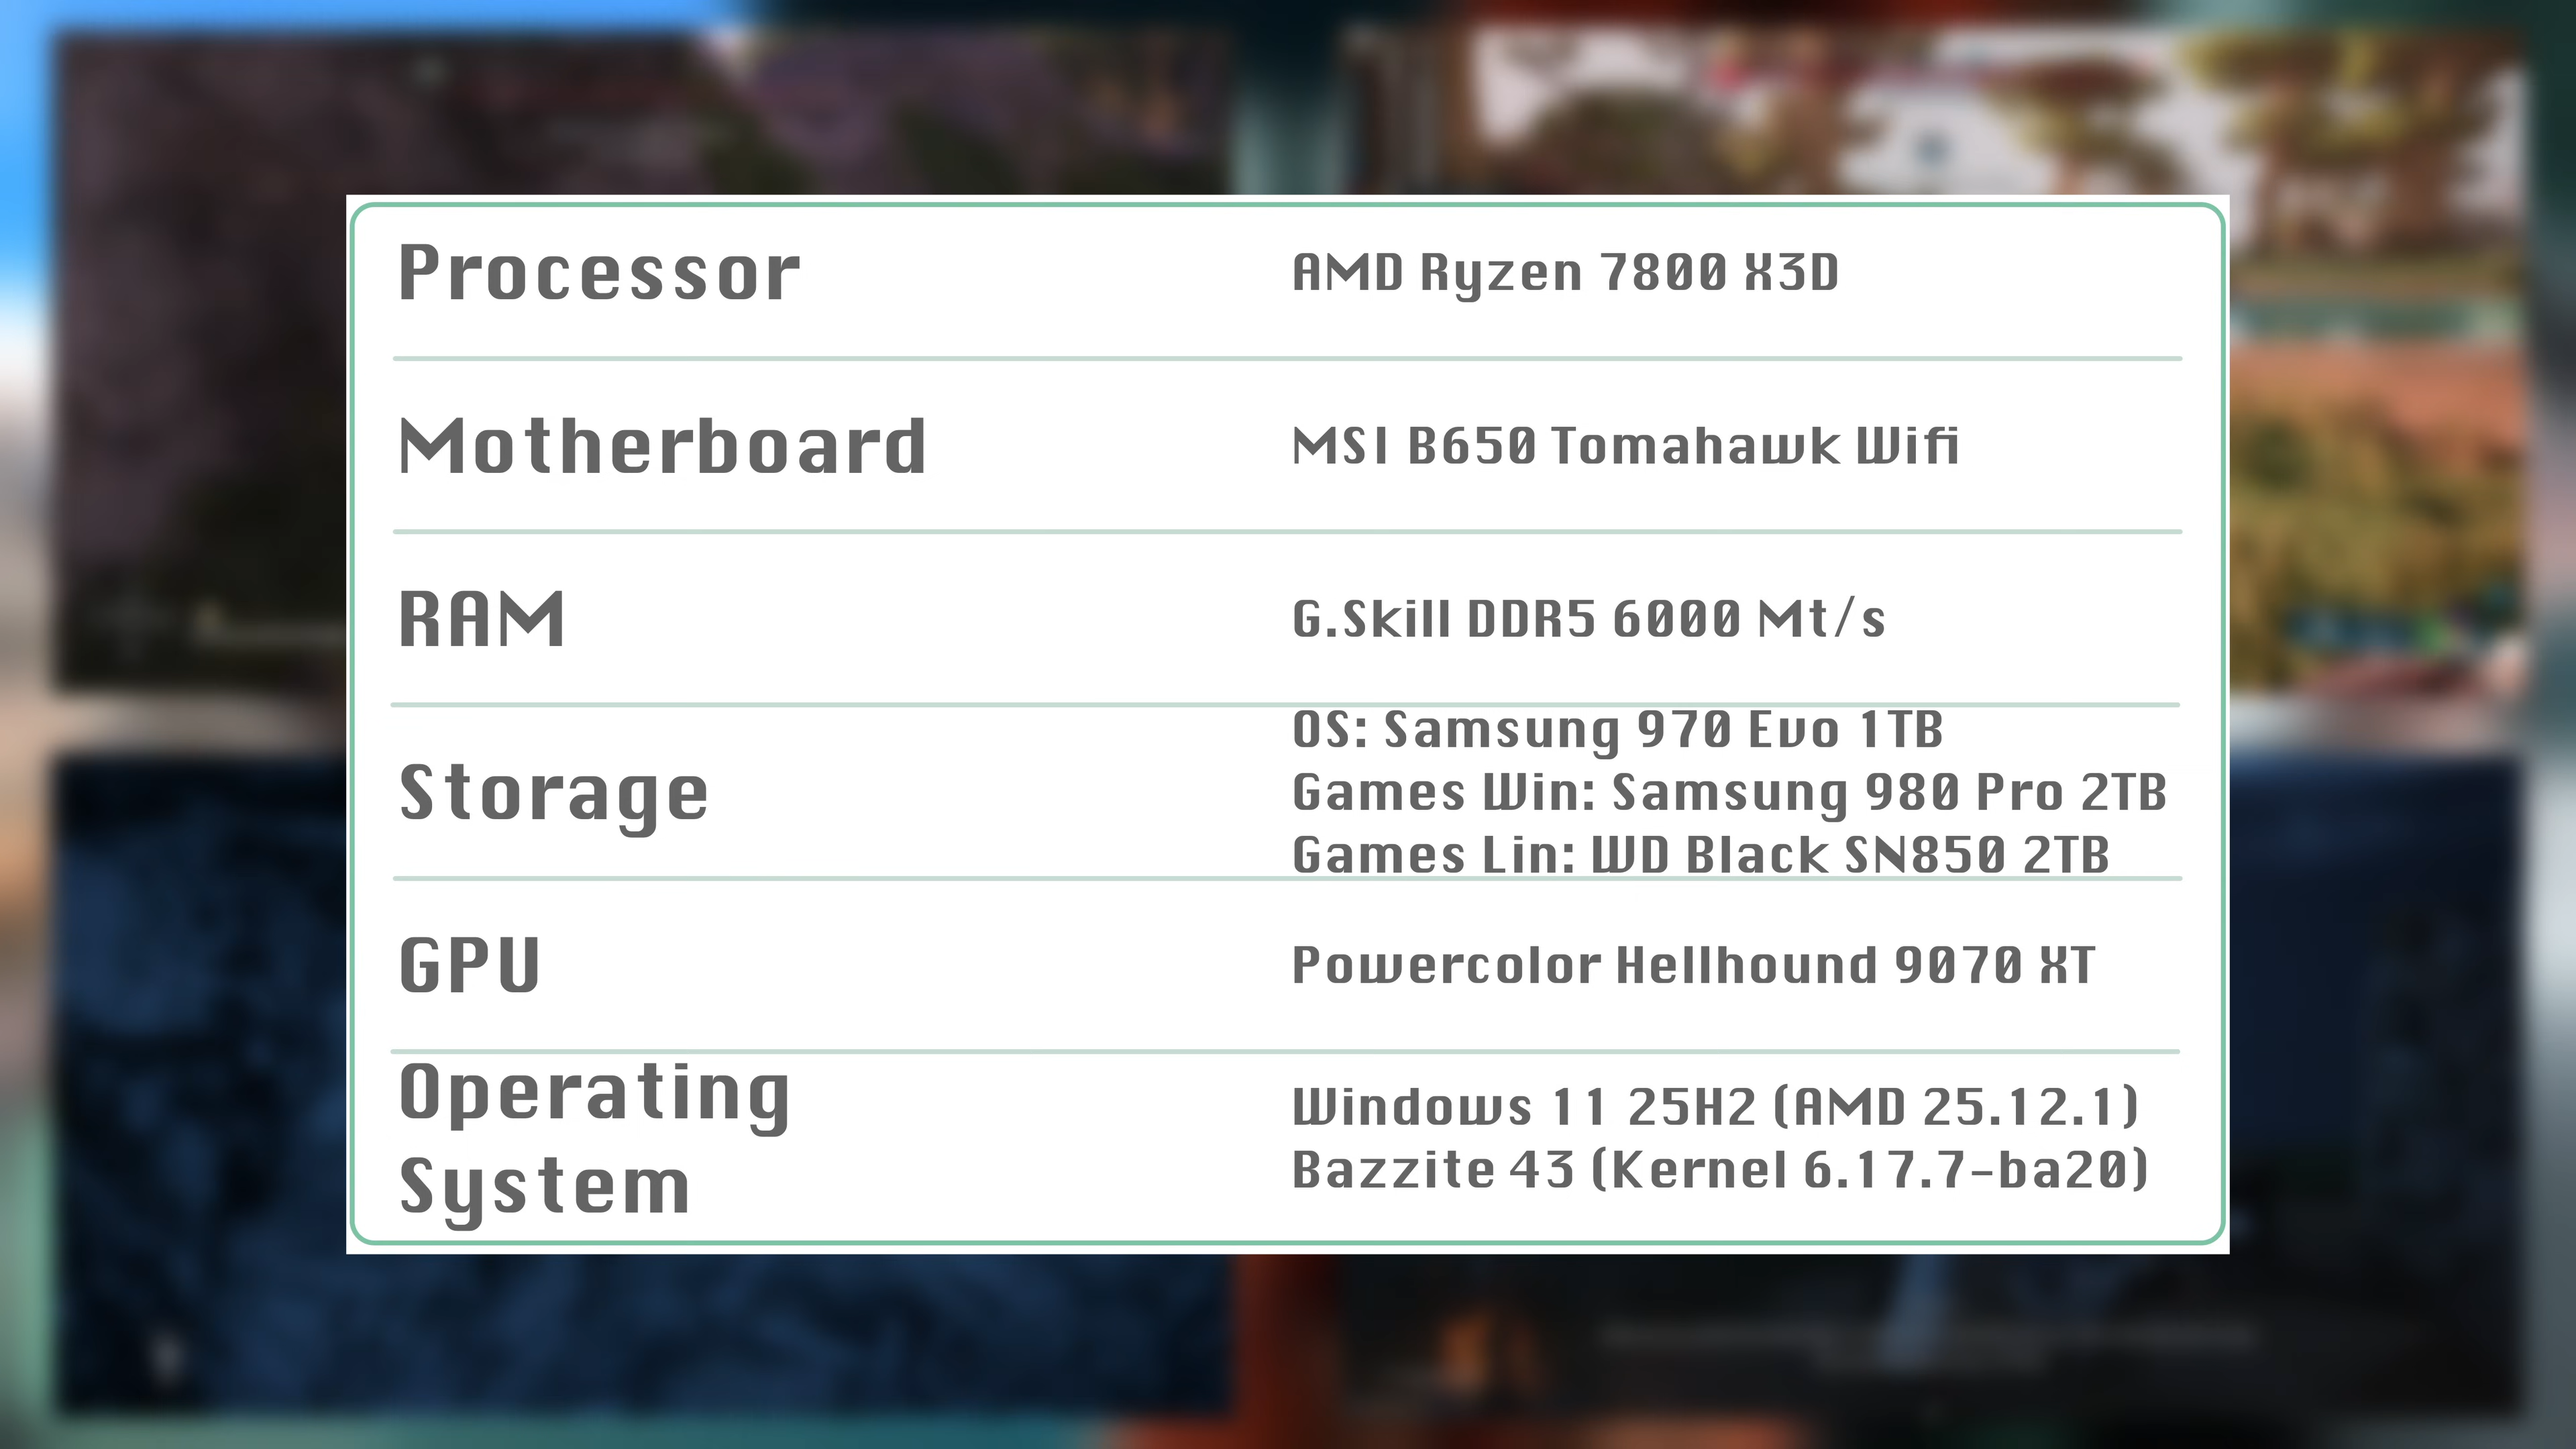 Processor
AMD Ryzen 7800 X3D
Motherboard
MSI B650 Tomahawk Wifi
RAM
G.Skill DDR5 6000 Mt/s
Storage
OS: Samsung 970 Evo 1TB
Games Win: Samsung 980 Pro 2TB
Games Lin: WD Black SN850 2TB
GPU
Powercolor Hellhound 9070 XT
Operating
System
Windows 11 25H2 (AMD 25.12.1)
Bazzite 43 (Kernel 6.17.7-ba20)